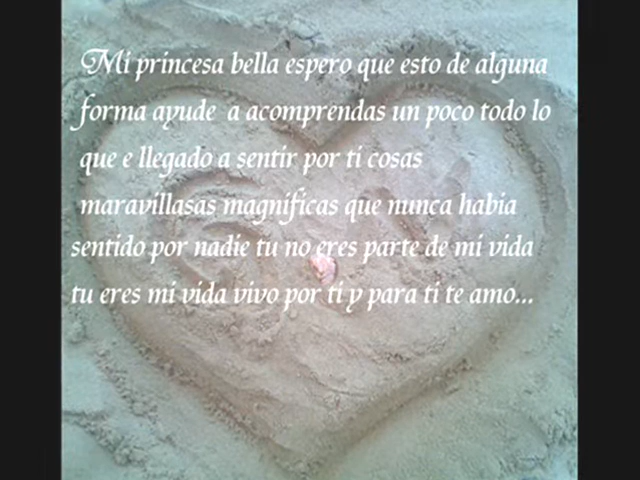 Mi princesa bella espero que esto de alguna
forma ayude a acomprendas un poco todo lo
que e llegado a sentir por ti cosas
maravillasas magnificas que nunca habia
sentido por nadie tu no eres parte de mi vida
tu eres mi vida vivo por ti y para ti te amo...